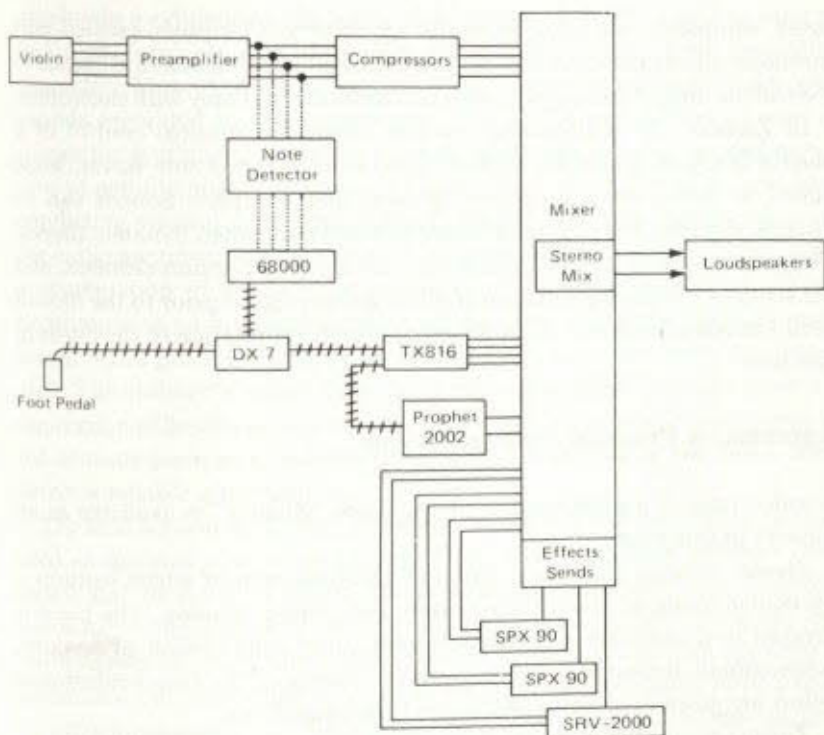 Violin
Preamplifier
Compressors
Note
Detector
Mixer
Stereo
Mix
Loudspeakers
68000
DX 7
TX816
Foot Pedal
Prophet
2002
Effects
Sends
SPX 90
SPX 90
SRV-2000